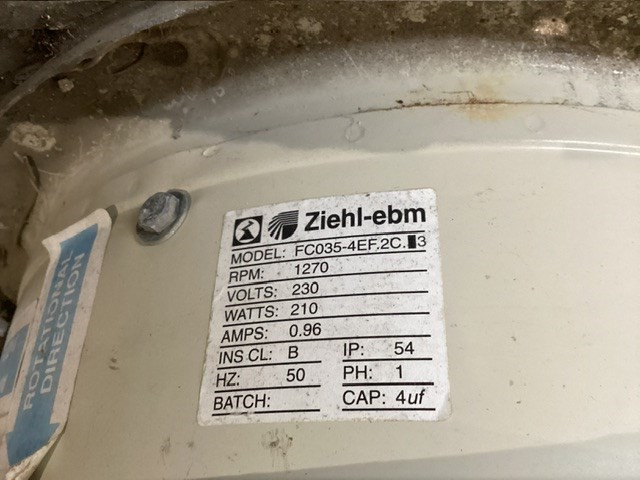 Ziehl-ebm
MODEL: FC035-4EF.2C.▮3
RPM: 1270
VOLTS: 230
WATTS: 210
AMPS: 0.96
INS CL: B IP: 54
HZ: 50 PH: 1
BATCH: CAP: 4uf
ROTATIONAL
DIRECTION